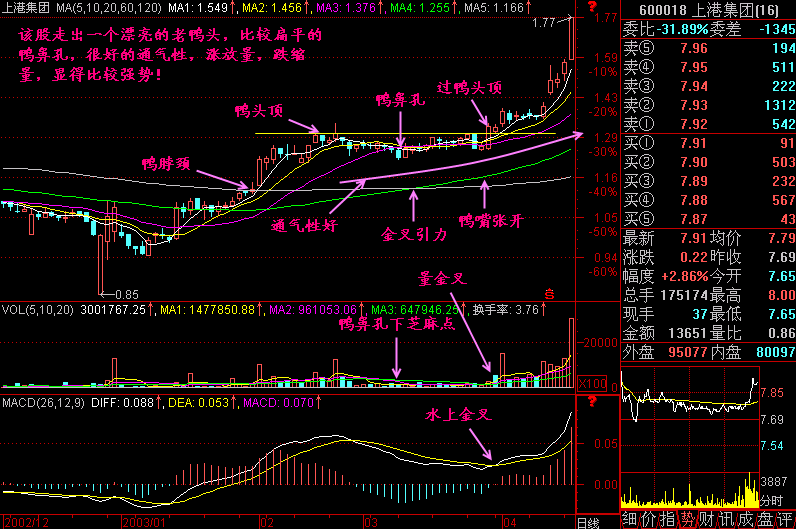 上港集团 MA(5,10,20,60,120) MA1: 1.549↑, MA2: 1.456↑, MA3: 1.376↑, MA4: 1.255↑, MA5: 1.166↑
该股走出一个漂亮的老鸭头，比较扁平的
鸭鼻孔，很好的通气性，涨放量，跌缩
量，显得比较强势！
1.77
1.77
1.59
-10%
1.43
-20%
1.29
-30%
1.16
-40%
1.05
-50%
0.94
-60%
鸭头顶
鸭鼻孔
过鸭头顶
鸭脖颈
通气性好
金叉引力
鸭嘴张开
0.85
量金叉
VOL(5,10,20) 3001767.25↑, MA1: 1477850.88↑, MA2: 961053.06↑, MA3: 647946.25↑, 换手率: 3.76↑
鸭鼻孔下芝麻点
20000
X100
MACD(26,12,9) DIFF: 0.088↑, DEA: 0.053↑, MACD: 0.070↑
水上金叉
0.05
0.00
2002/12 2003/01 02 03 04 日线
600018 上港集团(16)
委比-31.89%委差 -1345
卖⑤ 7.96 194
卖④ 7.95 511
卖③ 7.94 222
卖② 7.93 1312
卖① 7.92 542
买① 7.91 91
买② 7.90 503
买③ 7.89 232
买④ 7.88 567
买⑤ 7.87 43
最新 7.91 均价 7.79
涨跌 0.22 昨收 7.69
幅度 +2.86% 今开 7.65
总手 175174 最高 8.00
现手 37 最低 7.65
金额 13651 量比 0.86
外盘 95077 内盘 80097
7.85
7.69
7.54
3887
分时
细价指势财讯成盘评